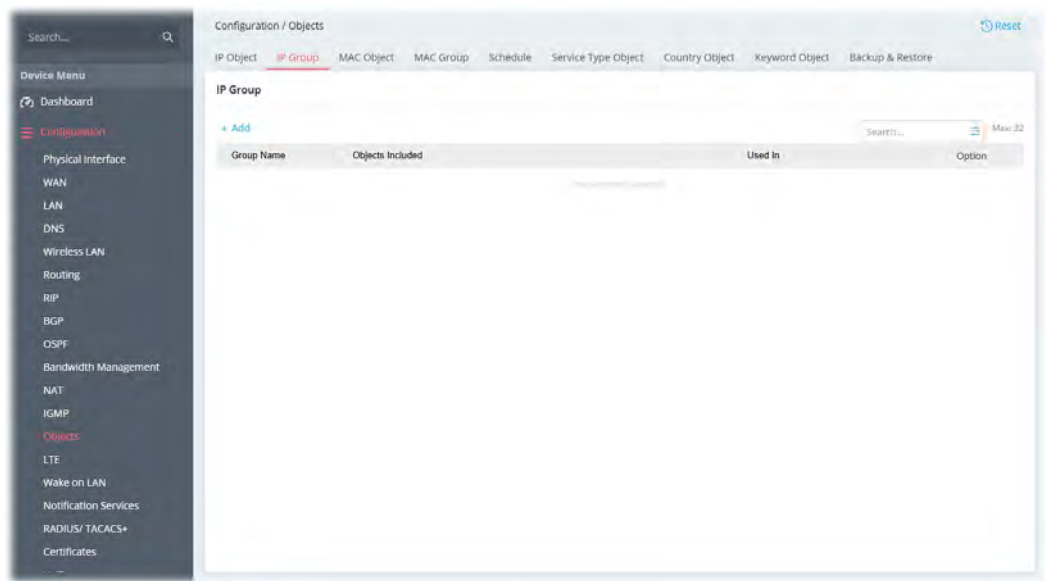 Search...
Device Menu
Dashboard
Configuration
Physical Interface
WAN
LAN
DNS
Wireless LAN
Routing
RIP
BGP
OSPF
Bandwidth Management
NAT
IGMP
Objects
LTE
Wake on LAN
Notification Services
RADIUS/ TACACS+
Certificates
Configuration / Objects
Reset
IP Object IP Group MAC Object MAC Group Schedule Service Type Object Country Object Keyword Object Backup & Restore
IP Group
+ Add
Search... Max: 32
Group Name Objects Included Used In Option